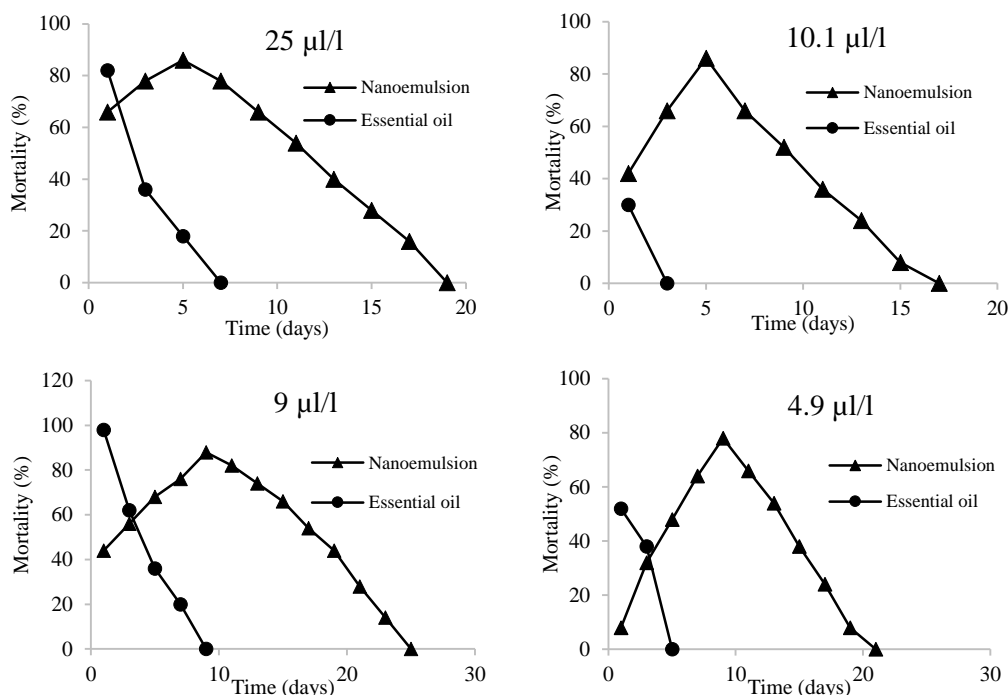 25 µl/l
Mortality (%)
100
80
60
40
20
0
Nanoemulsion
Essential oil
0 5 10 15 20
Time (days)
10.1 µl/l
Mortality (%)
100
80
60
40
20
0
Nanoemulsion
Essential oil
0 5 10 15 20
Time (days)
9 µl/l
Mortality (%)
120
100
80
60
40
20
0
Nanoemulsion
Essential oil
0 10 20 30
Time (days)
4.9 µl/l
Mortality (%)
100
80
60
40
20
0
Nanoemulsion
Essential oil
0 10 20 30
Time (days)